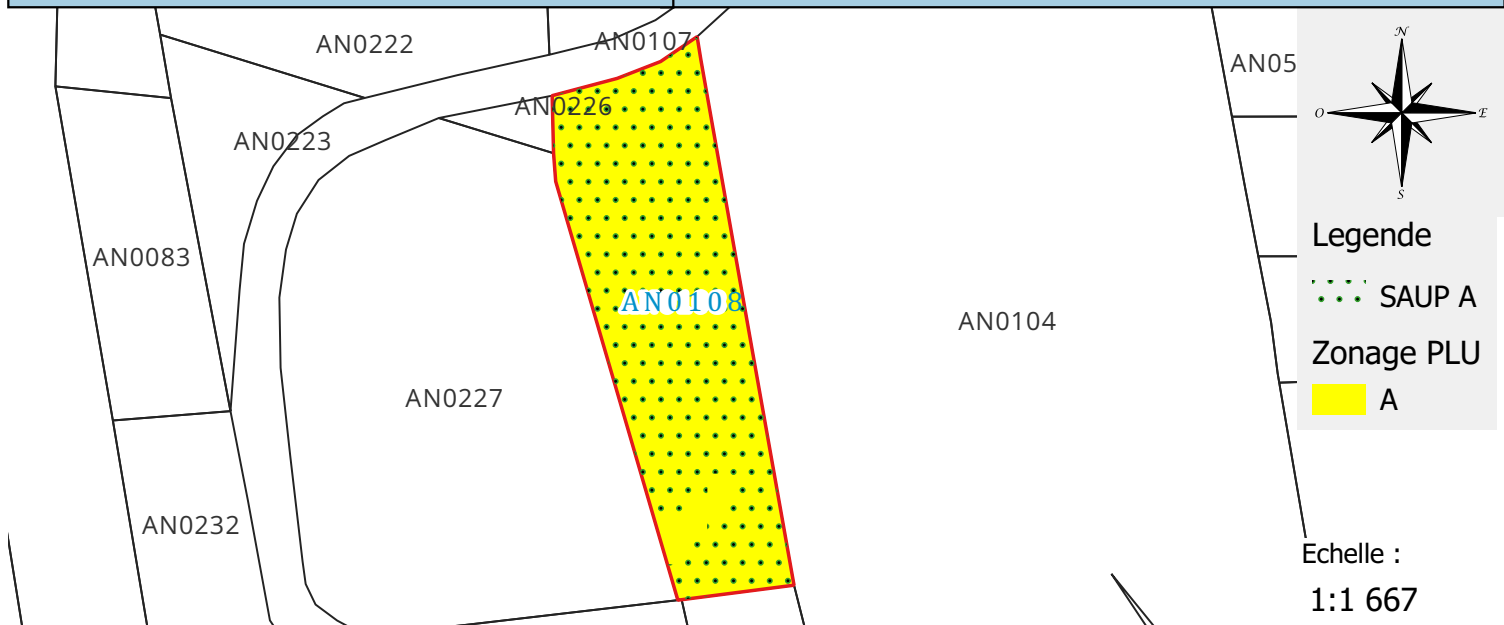 AN0222
AN0107
AN05
N
O
E
S
AN0226
AN0223
Legende
AN0083
SAUP A
AN0108
AN0104
Zonage PLU
A
AN0227
AN0232
Echelle :
1:1 667